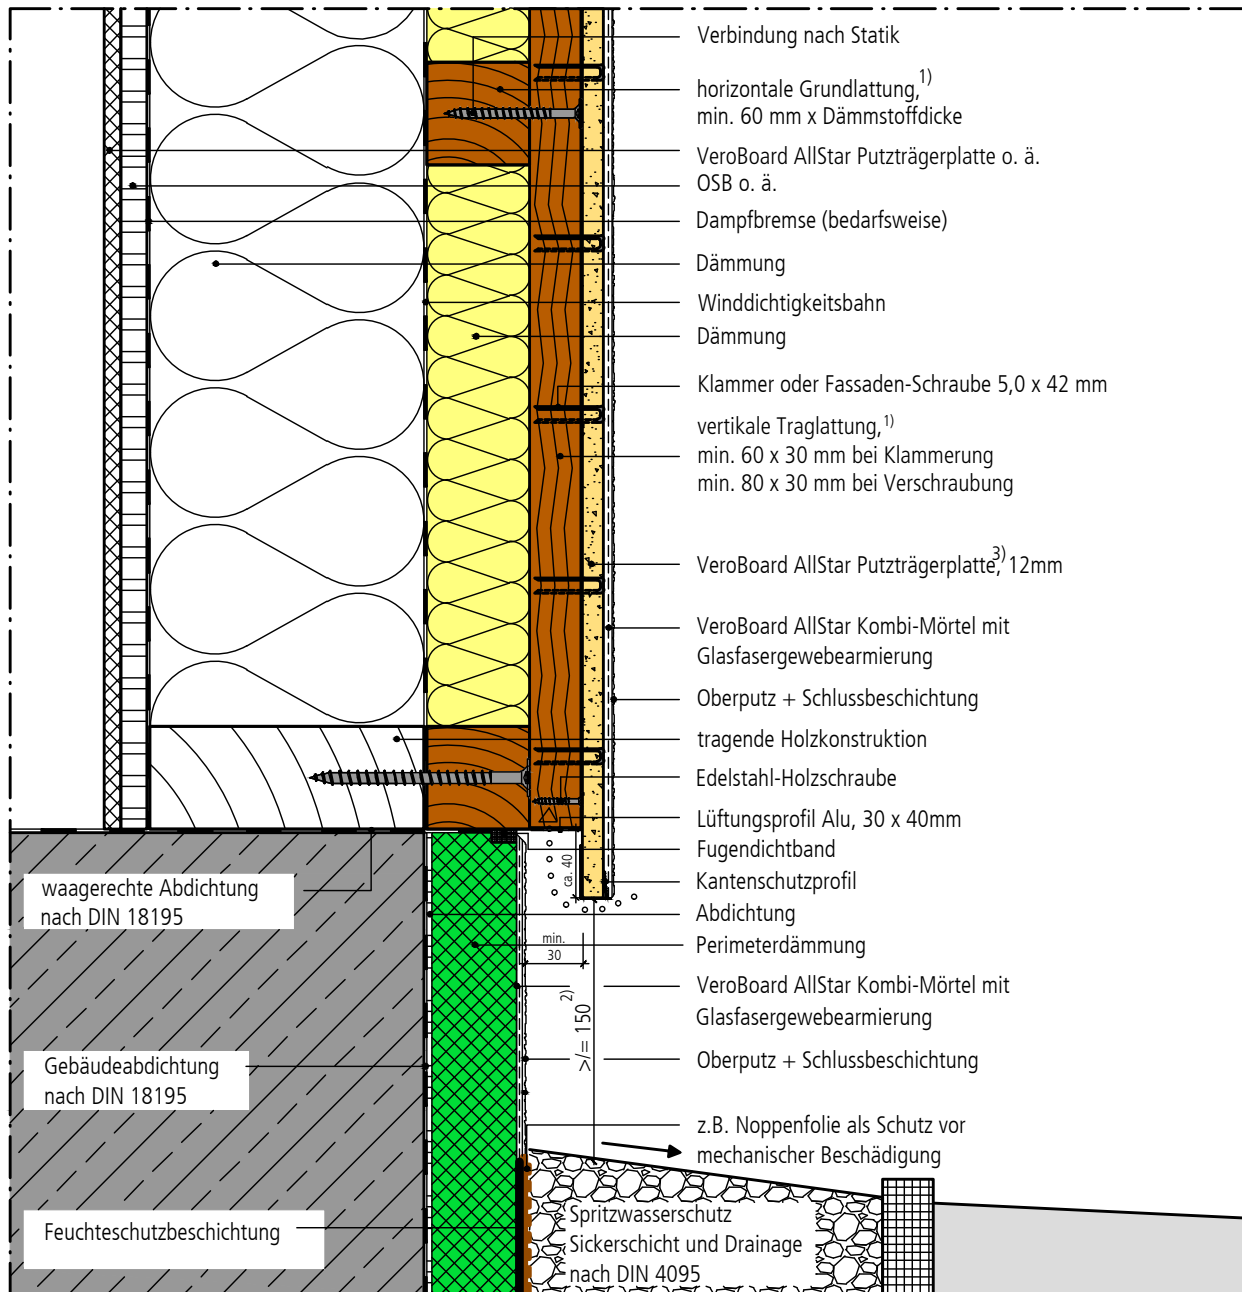 Verbindung nach Statik
horizontale Grundlattung,1)
min. 60 mm x Dämmstoffdicke
VeroBoard AllStar Putzträgerplatte o. ä.
OSB o. ä.
Dampfbremse (bedarfsweise)
Dämmung
Winddichtigkeitsbahn
Dämmung
Klammer oder Fassaden-Schraube 5,0 x 42 mm
vertikale Traglattung,1)
min. 60 x 30 mm bei Klammerung
min. 80 x 30 mm bei Verschraubung
VeroBoard AllStar Putzträgerplatte,3) 12mm
VeroBoard AllStar Kombi-Mörtel mit
Glasfasergewebearmierung
Oberputz + Schlussbeschichtung
tragende Holzkonstruktion
Edelstahl-Holzschraube
Lüftungsprofil Alu, 30 x 40mm
Fugendichtband
Kantenschutzprofil
Abdichtung
Perimeterdämmung
VeroBoard AllStar Kombi-Mörtel mit
Glasfasergewebearmierung
Oberputz + Schlussbeschichtung
z.B. Noppenfolie als Schutz vor
mechanischer Beschädigung
ca. 40
min.
30
>/= 150 2)
waagerechte Abdichtung
nach DIN 18195
Gebäudeabdichtung
nach DIN 18195
Feuchteschutzbeschichtung
Spritzwasserschutz
Sickerschicht und Drainage
nach DIN 4095